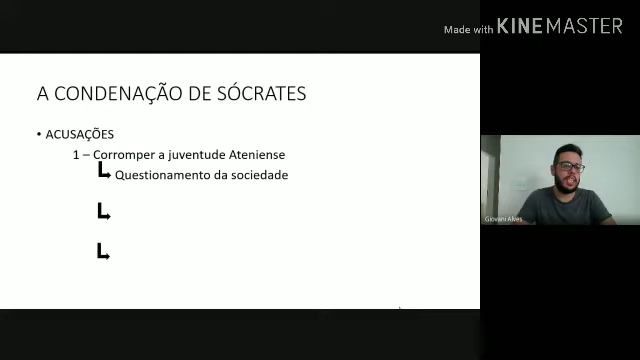 Made with KINEMASTER
A CONDENAÇÃO DE SÓCRATES
• ACUSAÇÕES
1 – Corromper a juventude Ateniense
Questionamento da sociedade
Giovani Alves